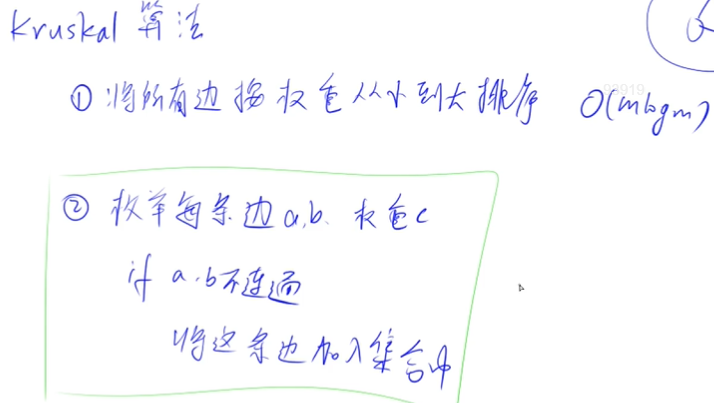 Kruskal 算法
① 将所有边按权重从小到大排序 O(mlogm)
② 枚举每条边a,b 权重c
if a,b不连通
将这条边加入集合中